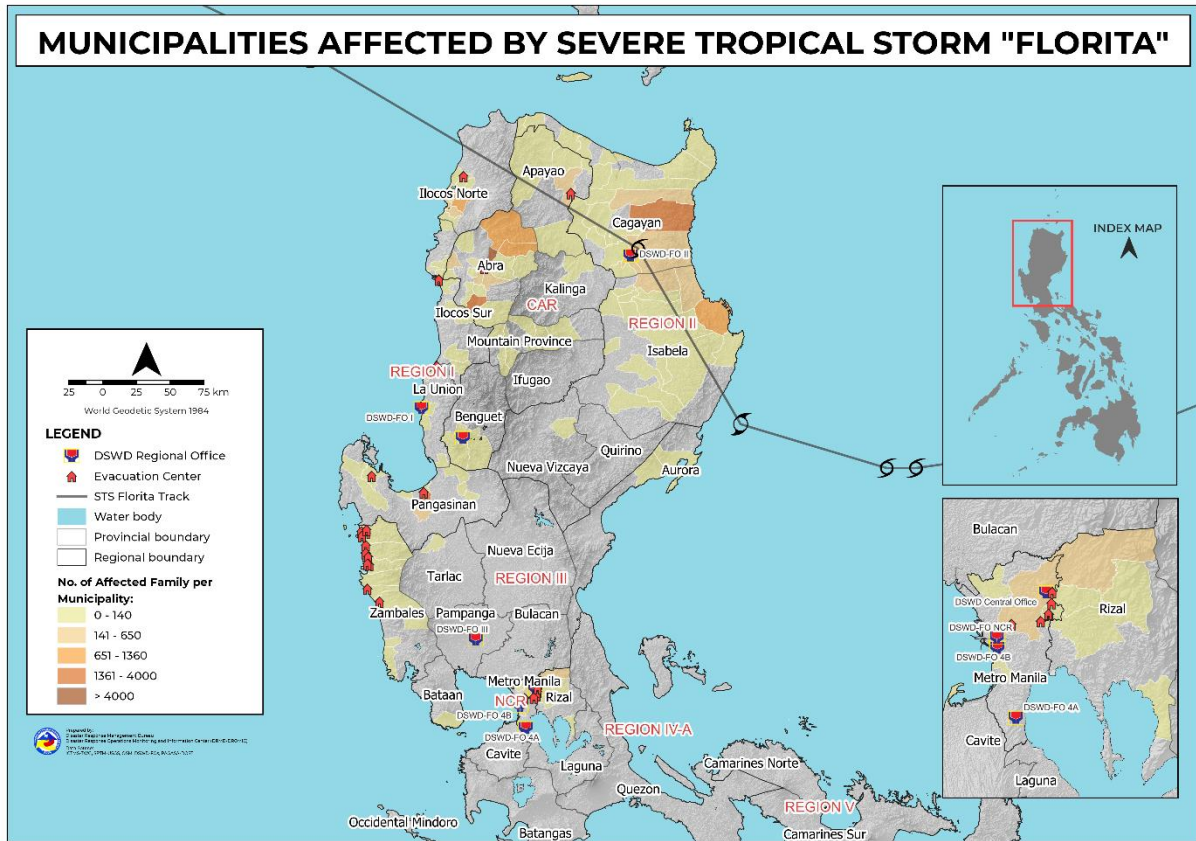 MUNICIPALITIES AFFECTED BY SEVERE TROPICAL STORM "FLORITA"
Apayao
Ilocos Norte
Cagayan
DSWD-FO II
Abra
Kalinga
Ilocos Sur
CAR
REGION II
Mountain Province
Isabela
REGION I
Ifugao
La Union
DSWD-FO I
Benguet
Quirino
Nueva Vizcaya
Aurora
Pangasinan
Nueva Ecija
Tarlac
REGION III
Zambales
Pampanga
Bulacan
DSWD-FO III
Metro Manila
Bataan
NCR
Rizal
DSWD-FO 4B
REGION IV-A
DSWD-FO 4A
Cavite
Laguna
Camarines Norte
Quezon
REGION V
Occidental Mindoro
Batangas
Camarines Sur
25 0 25 50 75 km
World Geodetic System 1984
LEGEND
DSWD Regional Office
Evacuation Center
STS Florita Track
Water body
Provincial boundary
Regional boundary
No. of Affected Family per
Municipality:
0 - 140
141 - 650
651 - 1360
1361 - 4000
> 4000
Prepared by:
Disaster Response Management Bureau
INDEX MAP
Bulacan
DSWD Central Office
Rizal
DSWD-FO NCR
DSWD-FO 4B
Metro Manila
DSWD-FO 4A
Cavite
Laguna